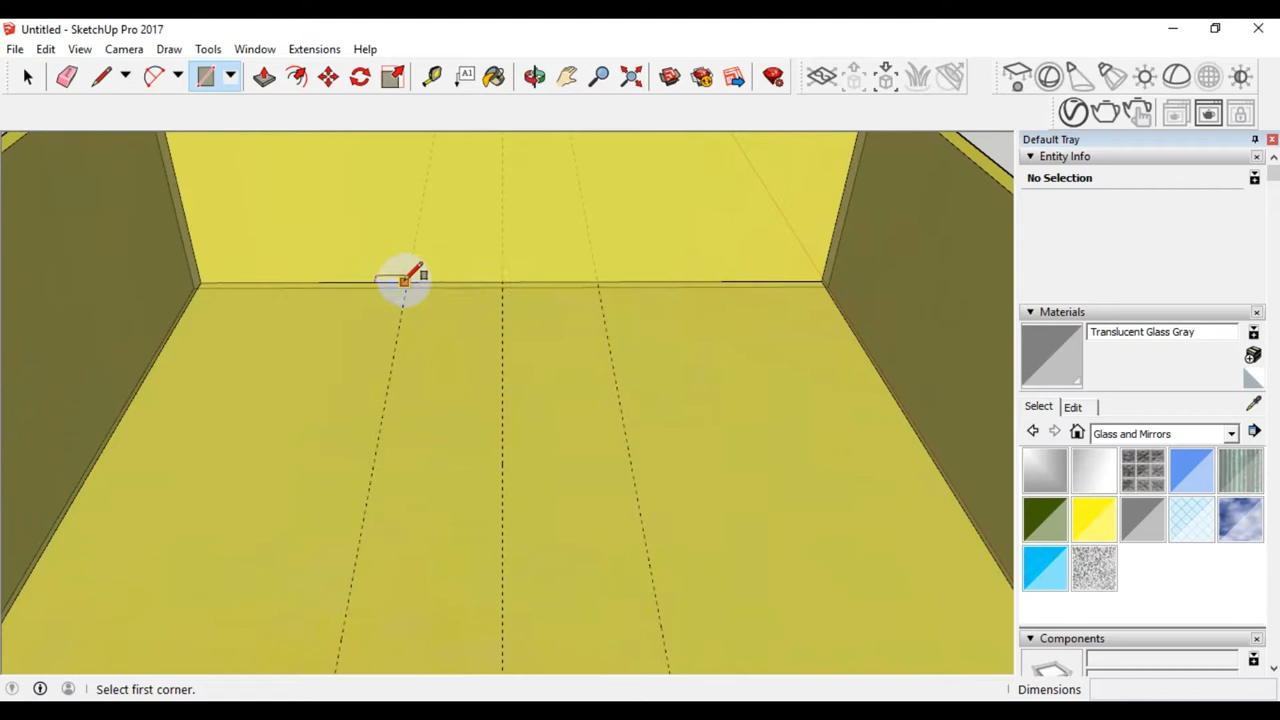 Untitled - SketchUp Pro 2017
File Edit View Camera Draw Tools Window Extensions Help
A1
Default Tray
Entity Info
No Selection
Materials
Translucent Glass Gray
Select Edit
Glass and Mirrors
Components
Select first corner.
Dimensions